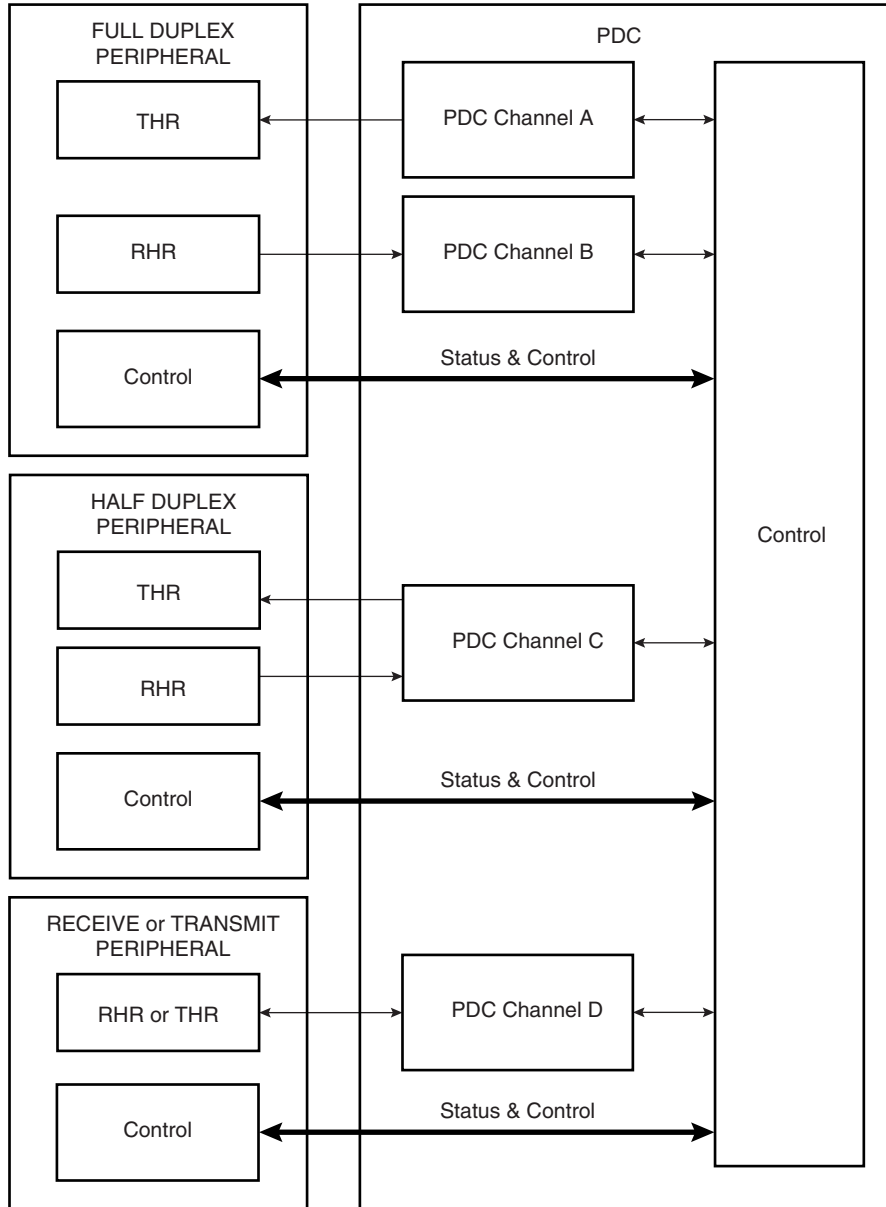 FULL DUPLEX
PERIPHERAL
PDC
THR
PDC Channel A
RHR
PDC Channel B
Control
Status & Control
HALF DUPLEX
PERIPHERAL
Control
THR
PDC Channel C
RHR
Control
Status & Control
RECEIVE or TRANSMIT
PERIPHERAL
RHR or THR
PDC Channel D
Control
Status & Control